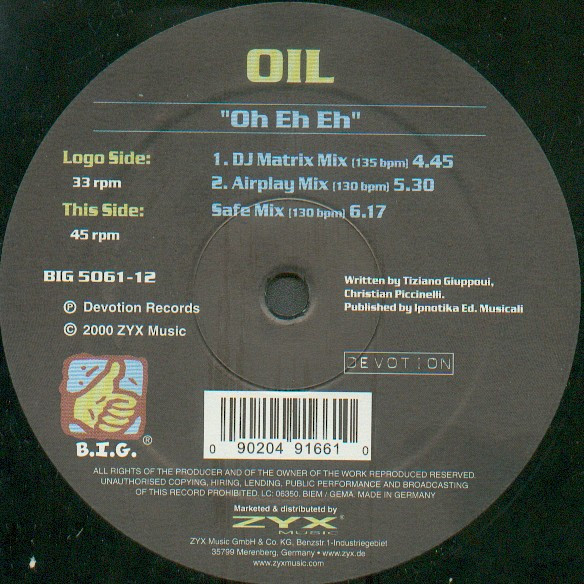 OIL
"Oh Eh Eh"
Logo Side: 1. DJ Matrix Mix (135 bpm) 4.45
33 rpm 2. Airplay Mix (130 bpm) 5.30
This Side: Safe Mix (130 bpm) 6.17
45 rpm
BIG 5061-12
Written by Tiziano Giuppoui,
Christian Piccinelli.
Published by Ipnotika Ed. Musicali
℗ Devotion Records
© 2000 ZYX Music
DEVOTION
B.I.G.®
0 90204 91661 0
ALL RIGHTS OF THE PRODUCER AND OF THE OWNER OF THE WORK REPRODUCED RESERVED.
UNAUTHORISED COPYING, HIRING, LENDING, PUBLIC PERFORMANCE AND BROADCASTING
OF THIS RECORD PROHIBITED. LC: 06350. BIEM / GEMA. MADE IN GERMANY
Marketed & distributetd by
ZYX®
MUSIC
ZYX Music GmbH & Co. KG, Benzstr.1-Industriegebiet
35799 Merenberg, Germany • www.zyx.de
www.zyxmusic.com